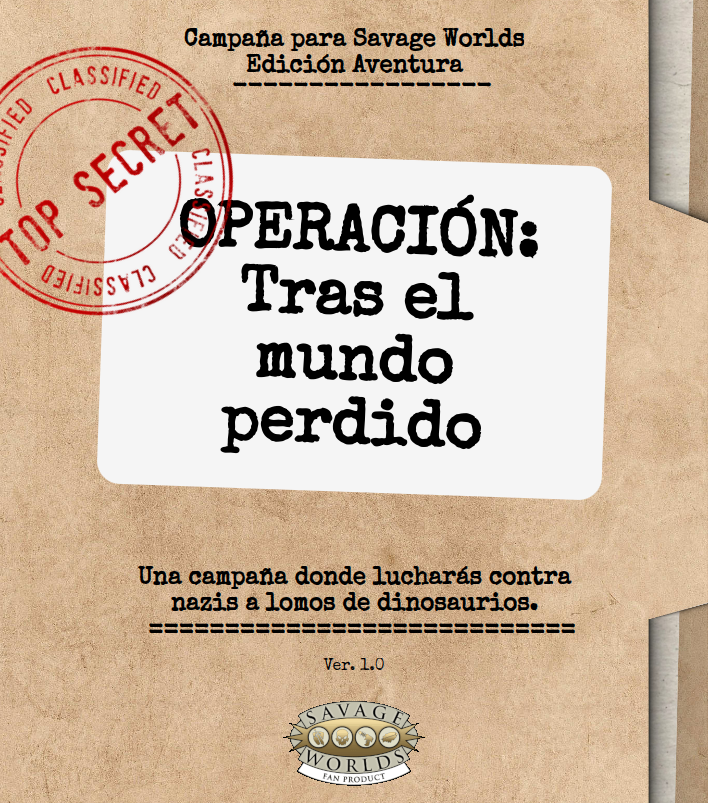 Campaña para Savage Worlds
Edición Aventura
CLASSIFIED
TOP SECRET
CLASSIFIED
CLASSIFIED
CLASSIFIED
OPERACIÓN:
Tras el
mundo
perdido
Una campaña donde lucharás contra
nazis a lomos de dinosaurios.
Ver. 1.0
SAVAGE
WORLDS
FAN PRODUCT